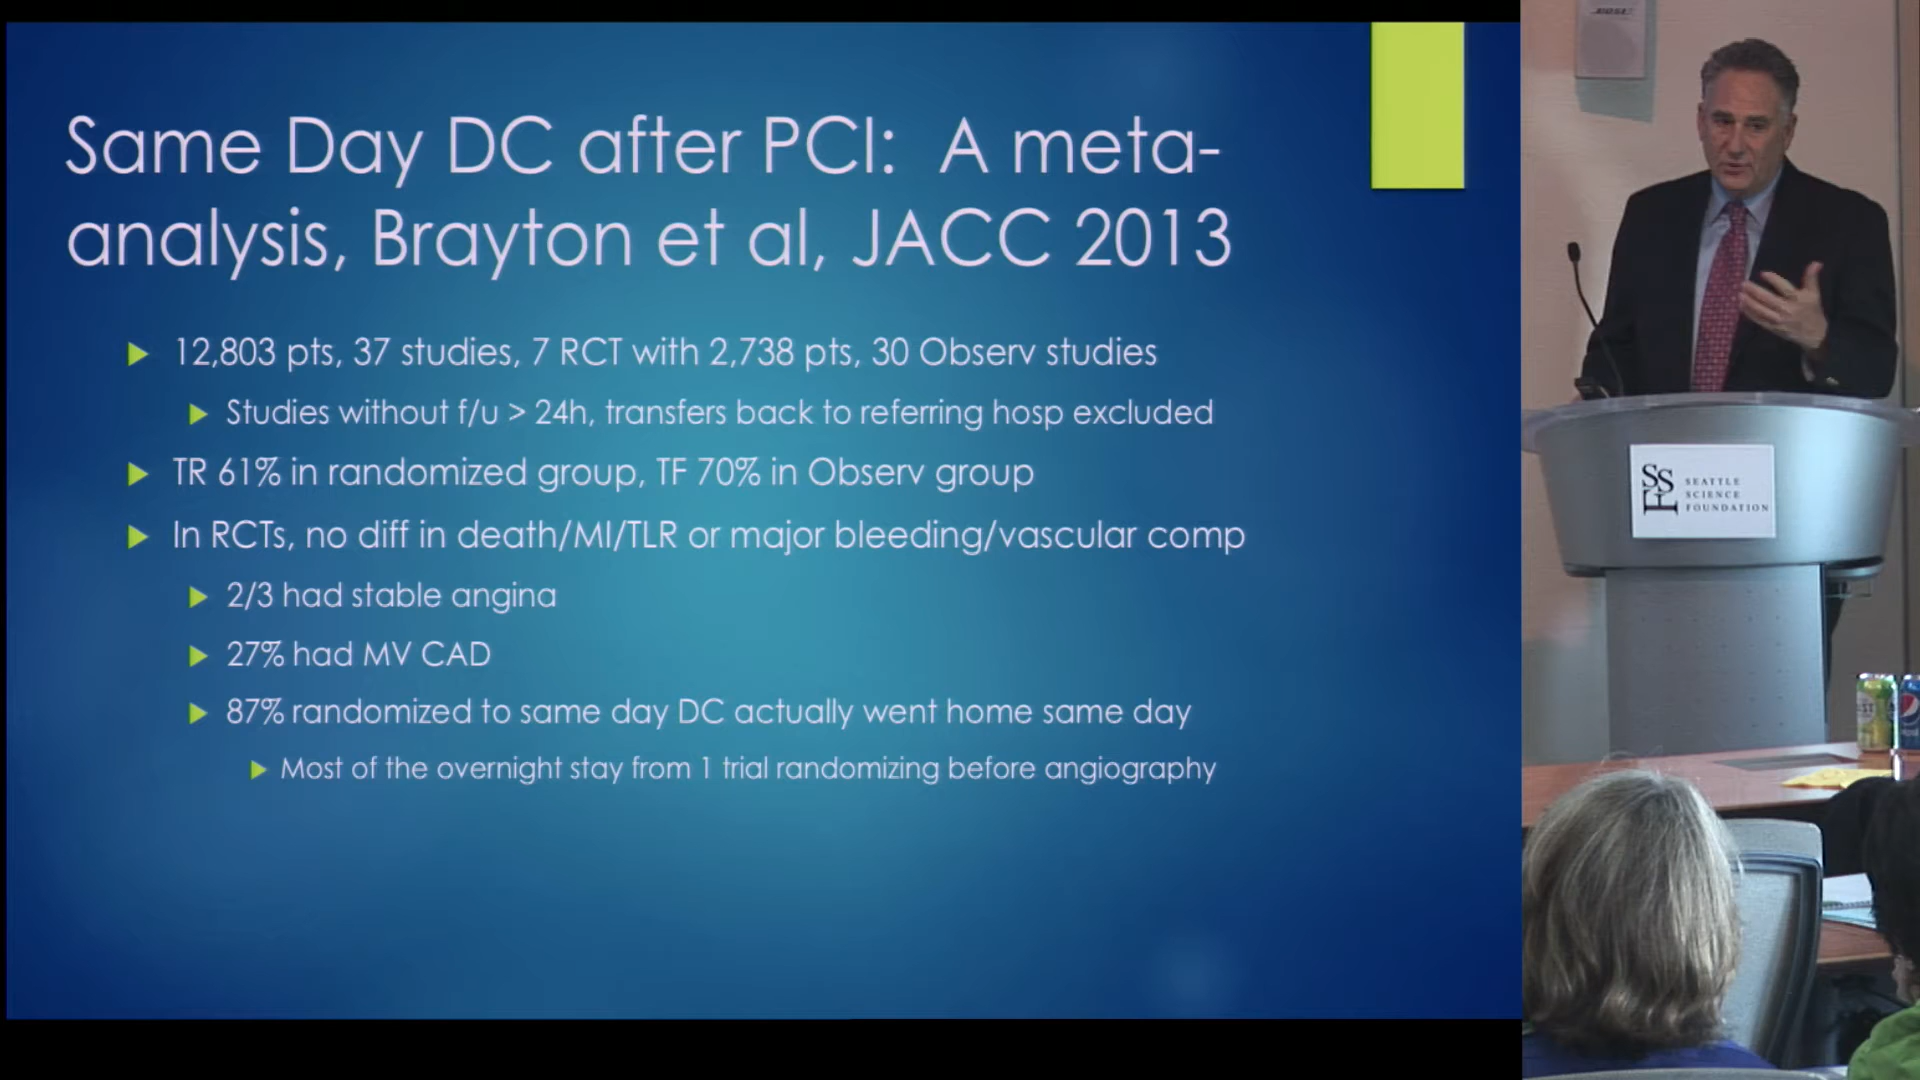 Same Day DC after PCI: A meta-
analysis, Brayton et al, JACC 2013
12,803 pts, 37 studies, 7 RCT with 2,738 pts, 30 Observ studies
Studies without f/u > 24h, transfers back to referring hosp excluded
TR 61% in randomized group, TF 70% in Observ group
In RCTs, no diff in death/MI/TLR or major bleeding/vascular comp
2/3 had stable angina
27% had MV CAD
87% randomized to same day DC actually went home same day
Most of the overnight stay from 1 trial randomizing before angiography
BOSE
SSF
SEATTLE
SCIENCE
FOUNDATION